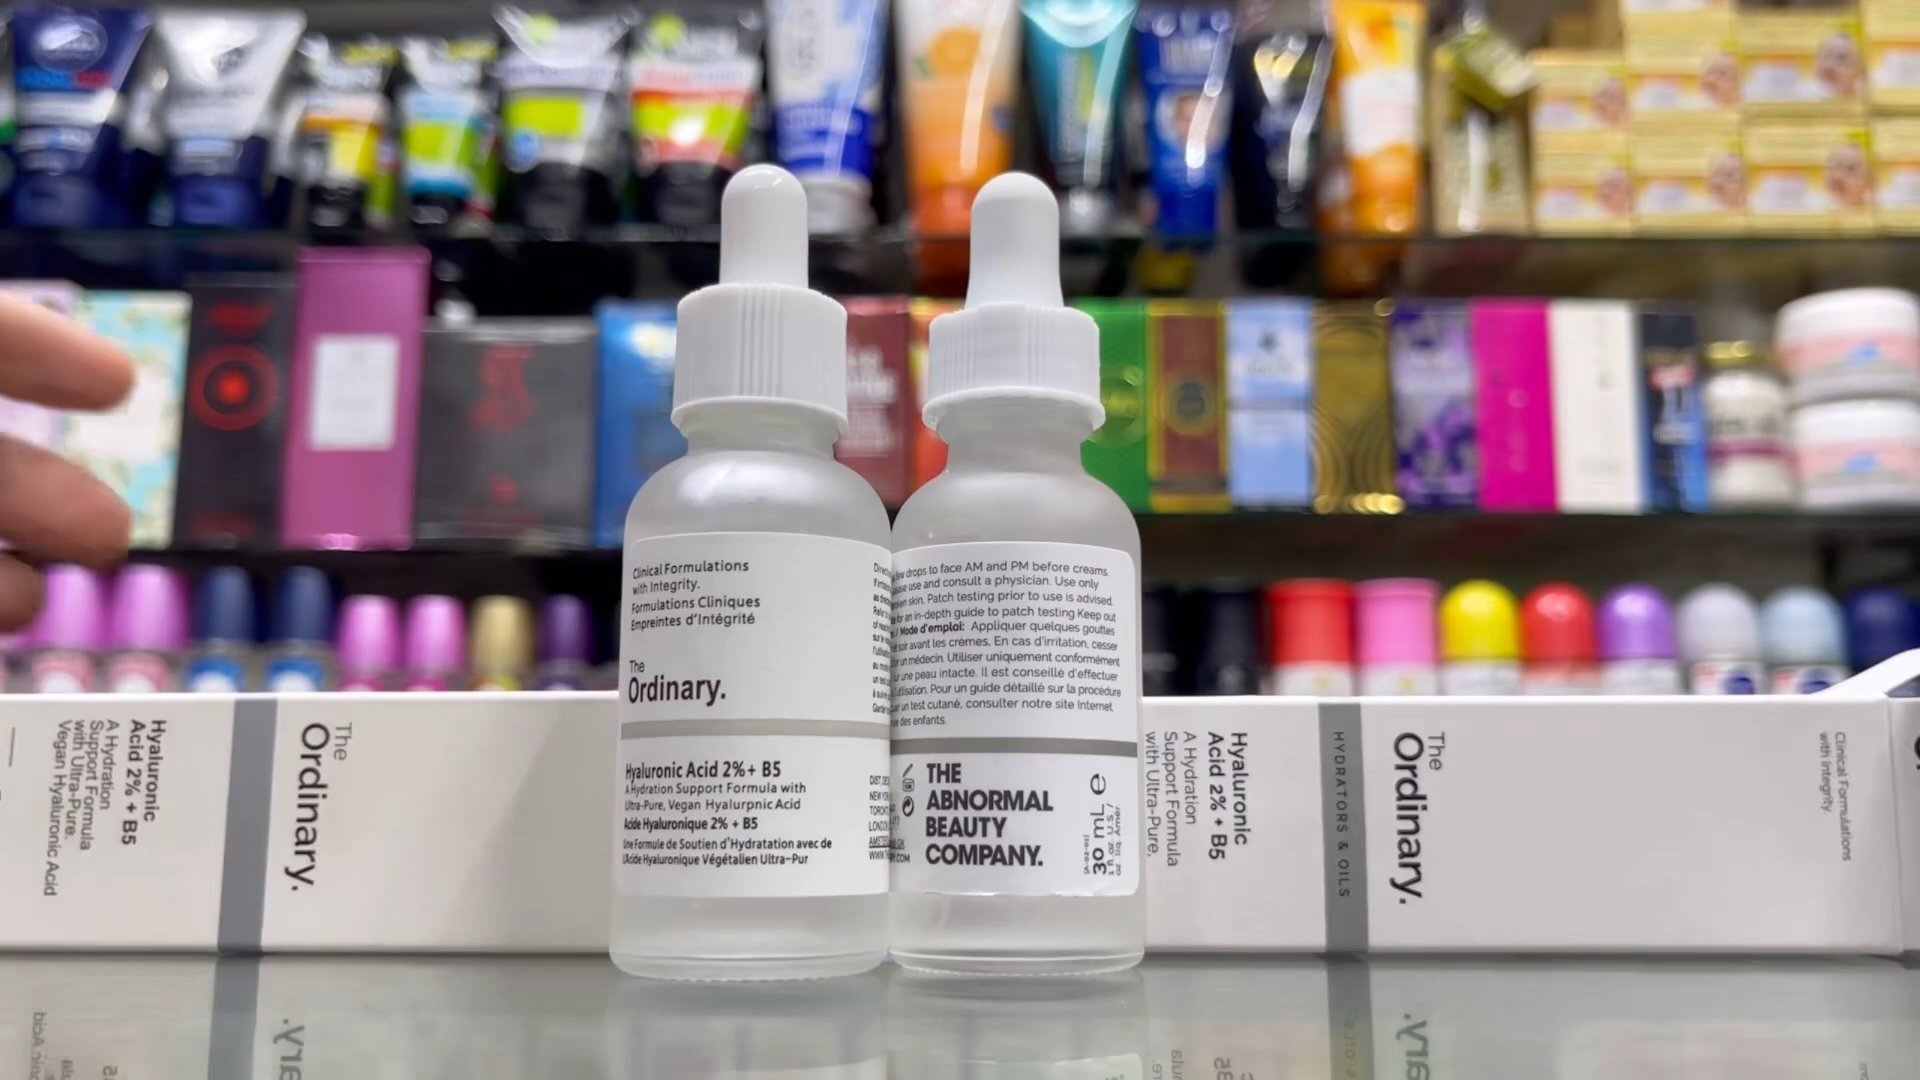 Clinical Formulations
with Integrity.
Formulations Cliniques
Empreintes d'Intégrité
The
Ordinary.
Hyaluronic Acid 2%+ B5
A Hydration Support Formula with
Ultra-Pure, Vegan Hyalurpnic Acid
Acide Hyaluronique 2% + B5
Une Formule de Soutien d'Hydratation avec de
L'Acide Hyaluronique Végétalien Ultra-Pur
few drops to face AM and PM before creams.
use and consult a physician. Use only
skin. Patch testing prior to use is advised.
for an in-depth guide to patch testing Keep out
/ Mode d'emploi: Appliquer quelques gouttes
soir avant les crèmes. En cas d'irritation, cesser
un médecin. Utiliser uniquement conformément
une peau intacte. Il est conseillé d'effectuer
Pour un guide détaillé sur la procédure
un test cutané, consulter notre site Internet.
des enfants.
THE
ABNORMAL
BEAUTY
COMPANY.
e
30 mL
Hyaluronic
Acid 2% + B5
A Hydration
Support Formula
with Ultra-Pure.
Vegan Hyaluronic Acid
The
Ordinary.
Hyaluronic
Acid 2% + B5
A Hydration
Support Formula
with Ultra-Pure,
HYDRATORS & OILS
The
Ordinary.
Clinical Formulations
with integrity.